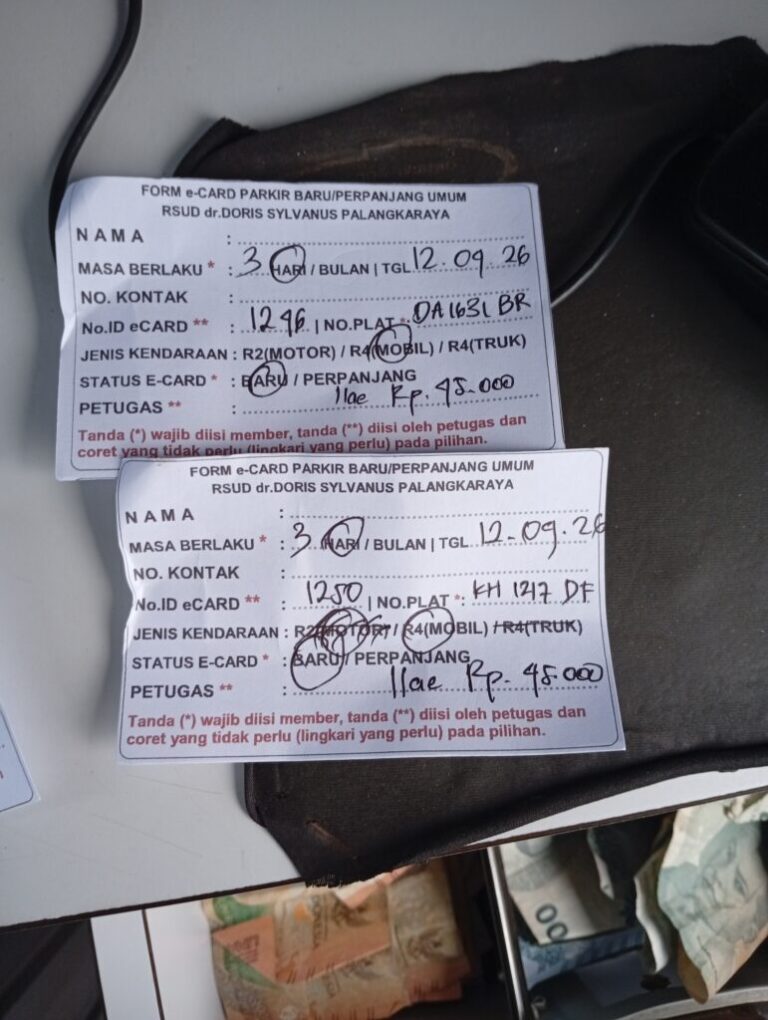 FORM e-CARD PARKIR BARU/PERPANJANG UMUM
RSUD dr.DORIS SYLVANUS PALANGKARAYA
NAMA :
MASA BERLAKU * : 3 HARI / BULAN | TGL 12.09.26
NO. KONTAK :
No.ID eCARD ** : 1246 | NO.PLAT *: DA 1631 BR
JENIS KENDARAAN : R2(MOTOR) / R4(MOBIL) / R4(TRUK)
STATUS E-CARD * : BARU / PERPANJANG
PETUGAS ** : Ilae Rp. 45.000
Tanda (*) wajib diisi member, tanda (**) diisi oleh petugas dan
coret yang tidak perlu (lingkari yang perlu) pada pilihan.
FORM e-CARD PARKIR BARU/PERPANJANG UMUM
RSUD dr.DORIS SYLVANUS PALANGKARAYA
NAMA :
MASA BERLAKU * : 3 HARI / BULAN | TGL 12.09.26
NO. KONTAK :
No.ID eCARD ** : 1250 | NO.PLAT *: KH 1217 DF
JENIS KENDARAAN : R2(MOTOR) / R4(MOBIL) / R4(TRUK)
STATUS E-CARD * : BARU / PERPANJANG
PETUGAS ** : Ilae Rp. 45.000
Tanda (*) wajib diisi member, tanda (**) diisi oleh petugas dan
coret yang tidak perlu (lingkari yang perlu) pada pilihan.
00